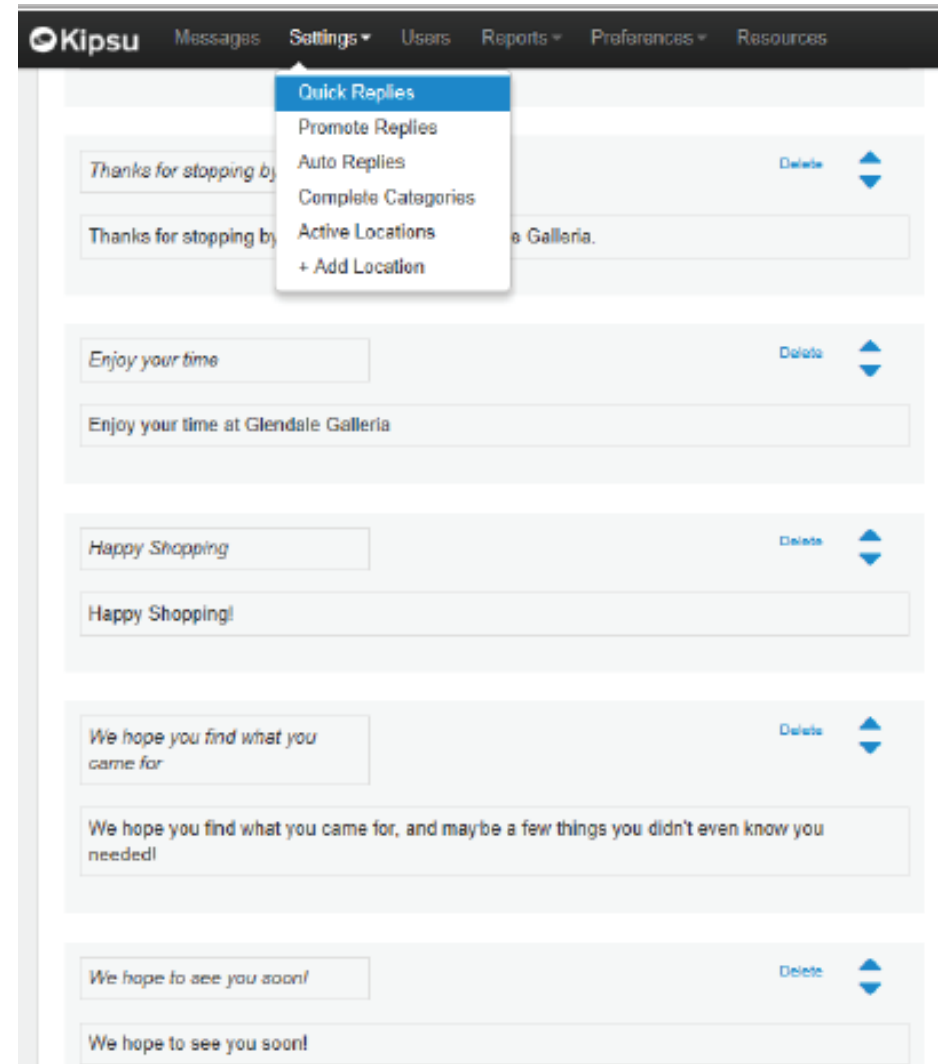 Kipsu Messages Settings Users Reports Preferences Resources
Quick Replies
Promote Replies
Auto Replies
Complete Categories
Active Locations
+ Add Location
Thanks for stopping by
Delete
Thanks for stopping by
e Galleria.
Enjoy your time
Delete
Enjoy your time at Glendale Galleria
Happy Shopping
Delete
Happy Shopping!
We hope you find what you
came for
Delete
We hope you find what you came for, and maybe a few things you didn't even know you
needed!
We hope to see you soon!
Delete
We hope to see you soon!